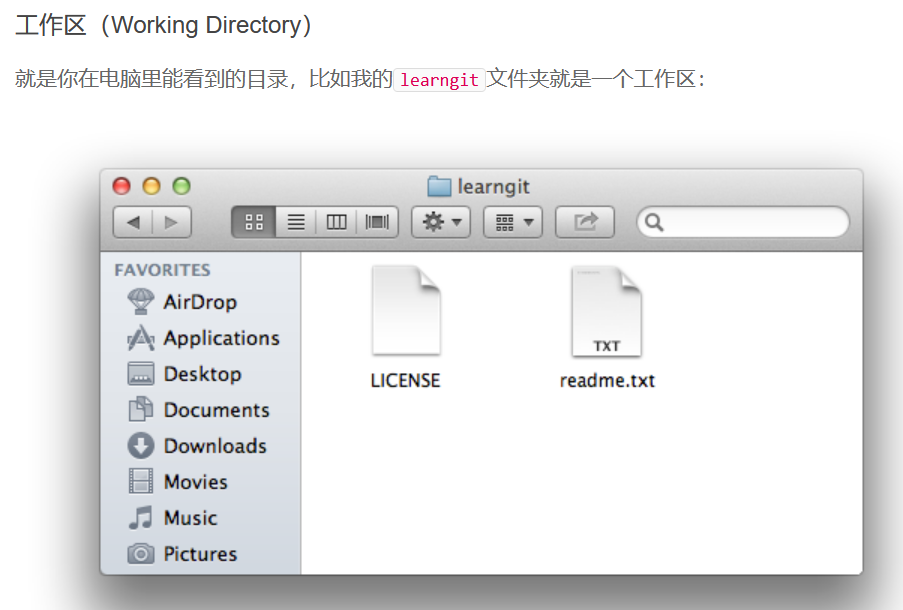 工作区（Working Directory）
就是你在电脑里能看到的目录，比如我的learngit文件夹就是一个工作区：
learngit
FAVORITES
AirDrop
Applications
Desktop
Documents
Downloads
Movies
Music
Pictures
TXT
LICENSE
readme.txt